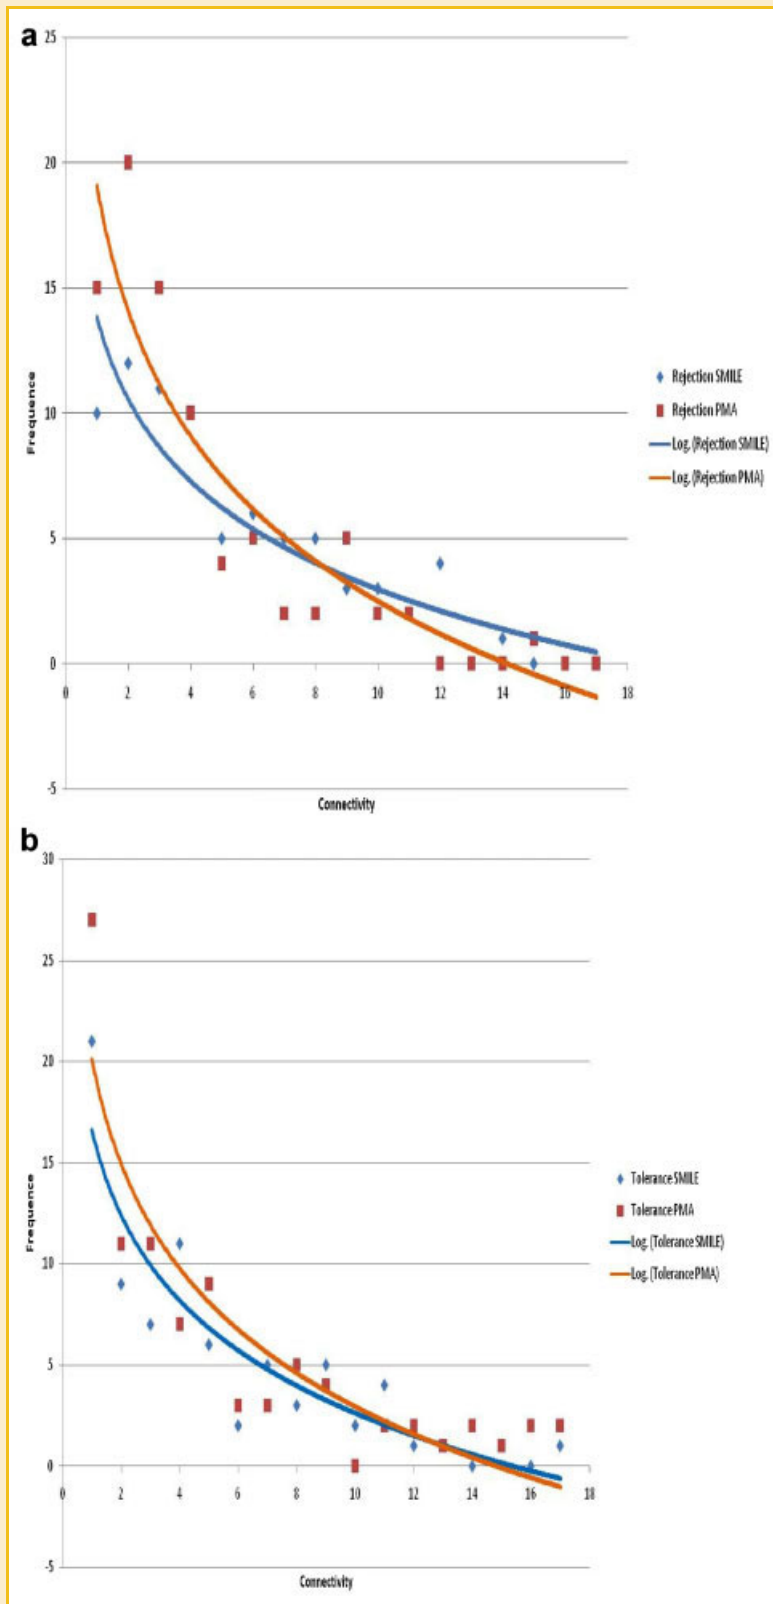 a
25
20
15
10
5
0
-5
0 2 4 6 8 10 12 14 16 18
Frequence
Connectivity
Rejection SMILE
Rejection PMA
Log. (Rejection SMILE)
Log. (Rejection PMA)
b
30
25
20
15
10
5
0
-5
0 2 4 6 8 10 12 14 16 18
Frequence
Connectivity
Tolerance SMILE
Tolerance PMA
Log. (Tolerance SMILE)
Log. (Tolerance PMA)